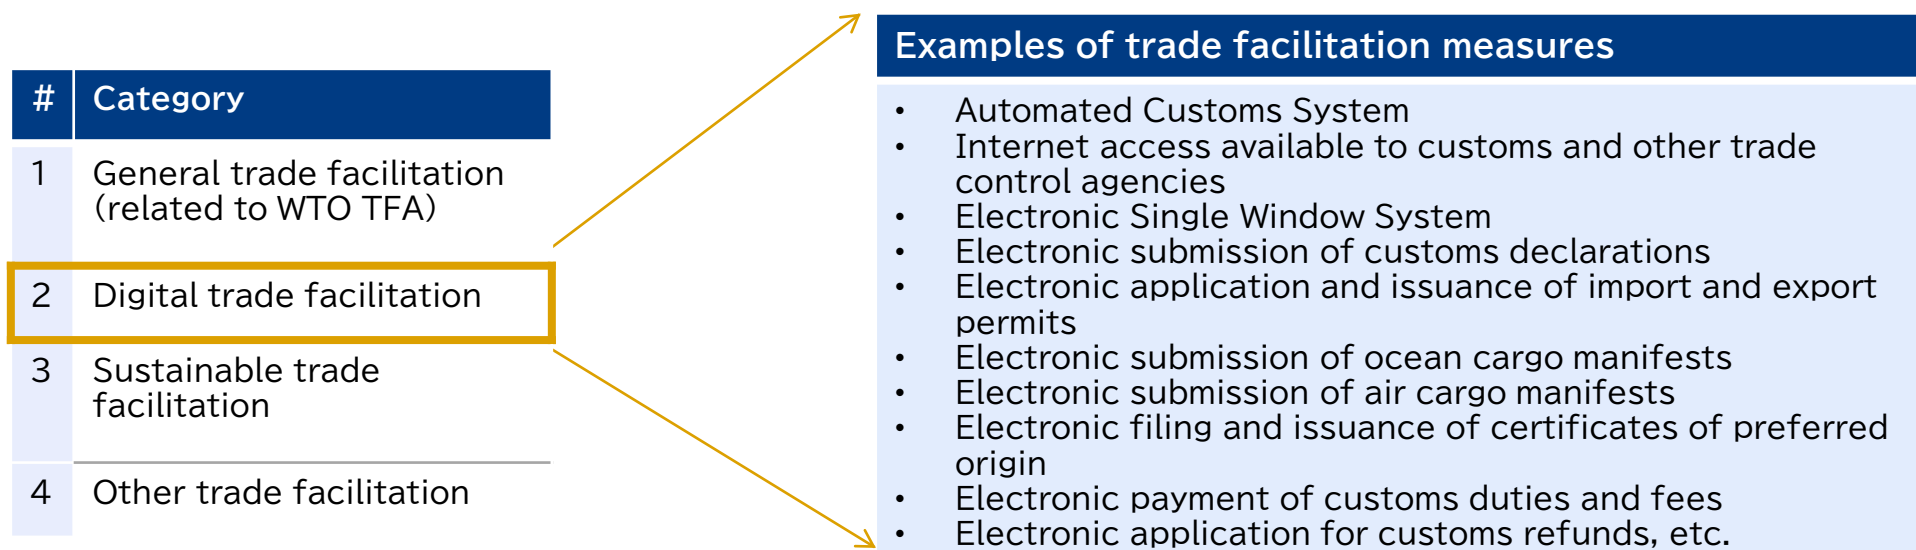 # Category
1 General trade facilitation
(related to WTO TFA)
2 Digital trade facilitation
3 Sustainable trade
facilitation
4 Other trade facilitation
Examples of trade facilitation measures
• Automated Customs System
• Internet access available to customs and other trade
control agencies
• Electronic Single Window System
• Electronic submission of customs declarations
• Electronic application and issuance of import and export
permits
• Electronic submission of ocean cargo manifests
• Electronic submission of air cargo manifests
• Electronic filing and issuance of certificates of preferred
origin
• Electronic payment of customs duties and fees
• Electronic application for customs refunds, etc.